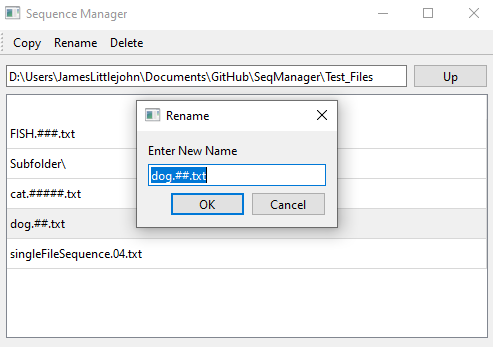 Sequence Manager
Copy Rename Delete
D:\Users\JamesLittlejohn\Documents\GitHub\SeqManager\Test_Files Up
FISH.###.txt
Subfolder\
cat.#####.txt
dog.##.txt
singleFileSequence.04.txt
Rename
Enter New Name
dog.##.txt
OK Cancel